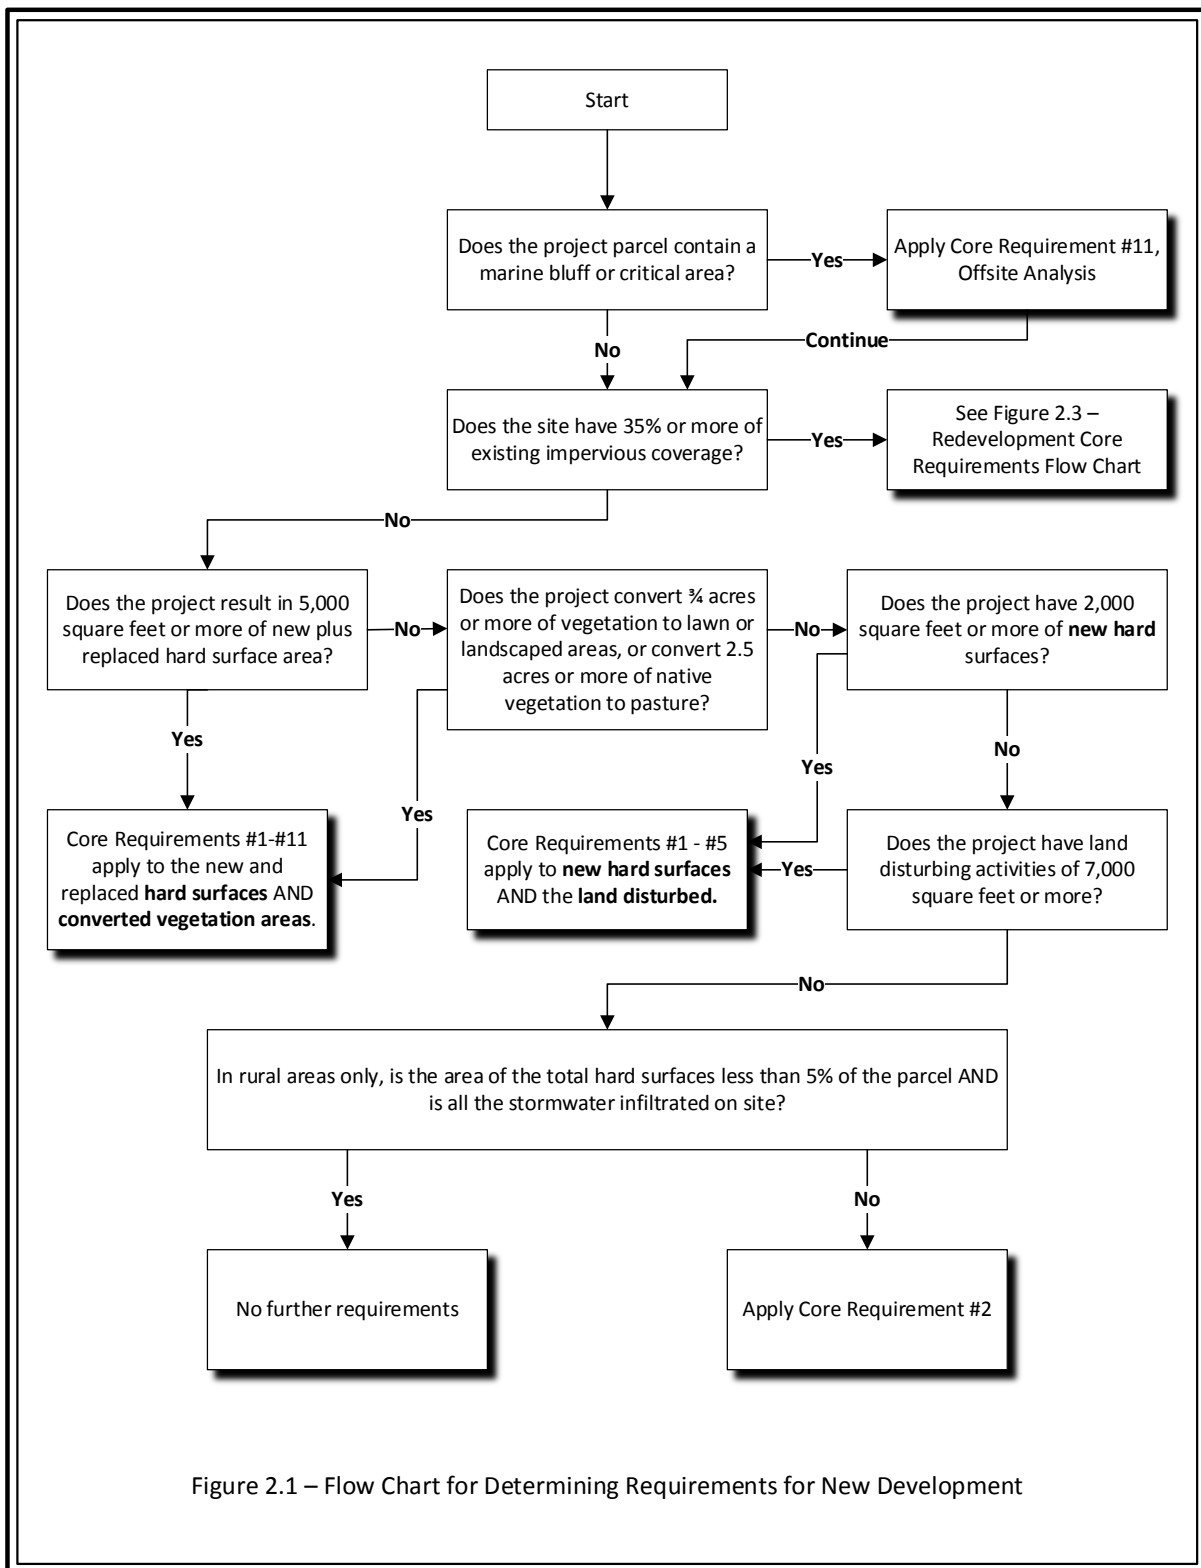 Start
Does the project parcel contain a
marine bluff or critical area?
Yes
Apply Core Requirement #11,
Offsite Analysis
No
Continue
Does the site have 35% or more of
existing impervious coverage?
Yes
See Figure 2.3 –
Redevelopment Core
Requirements Flow Chart
No
Does the project result in 5,000
square feet or more of new plus
replaced hard surface area?
No
Does the project convert ¾ acres
or more of vegetation to lawn or
landscaped areas, or convert 2.5
acres or more of native
vegetation to pasture?
No
Does the project have 2,000
square feet or more of new hard
surfaces?
Yes
Yes
Yes
No
Core Requirements #1-#11
apply to the new and
replaced hard surfaces AND
converted vegetation areas.
Core Requirements #1 - #5
apply to new hard surfaces
AND the land disturbed.
Yes
Does the project have land
disturbing activities of 7,000
square feet or more?
No
In rural areas only, is the area of the total hard surfaces less than 5% of the parcel AND
is all the stormwater infiltrated on site?
Yes
No
No further requirements
Apply Core Requirement #2
Figure 2.1 – Flow Chart for Determining Requirements for New Development